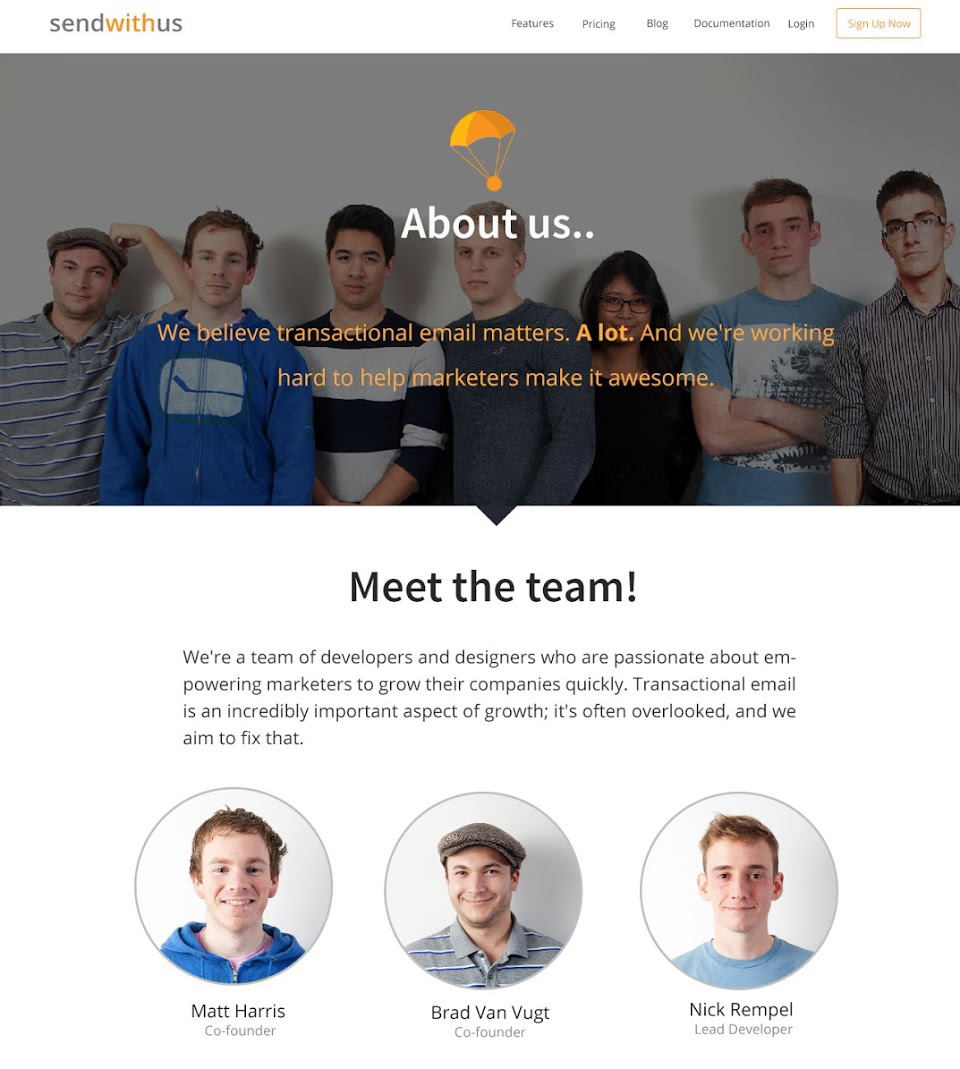 sendwithus
Features Pricing Blog Documentation Login Sign Up Now
About us..
We believe transactional email matters. A lot. And we're working
hard to help marketers make it awesome.
Meet the team!
We're a team of developers and designers who are passionate about em-
powering marketers to grow their companies quickly. Transactional email
is an incredibly important aspect of growth; it's often overlooked, and we
aim to fix that.
Matt Harris
Co-founder
Brad Van Vugt
Co-founder
Nick Rempel
Lead Developer